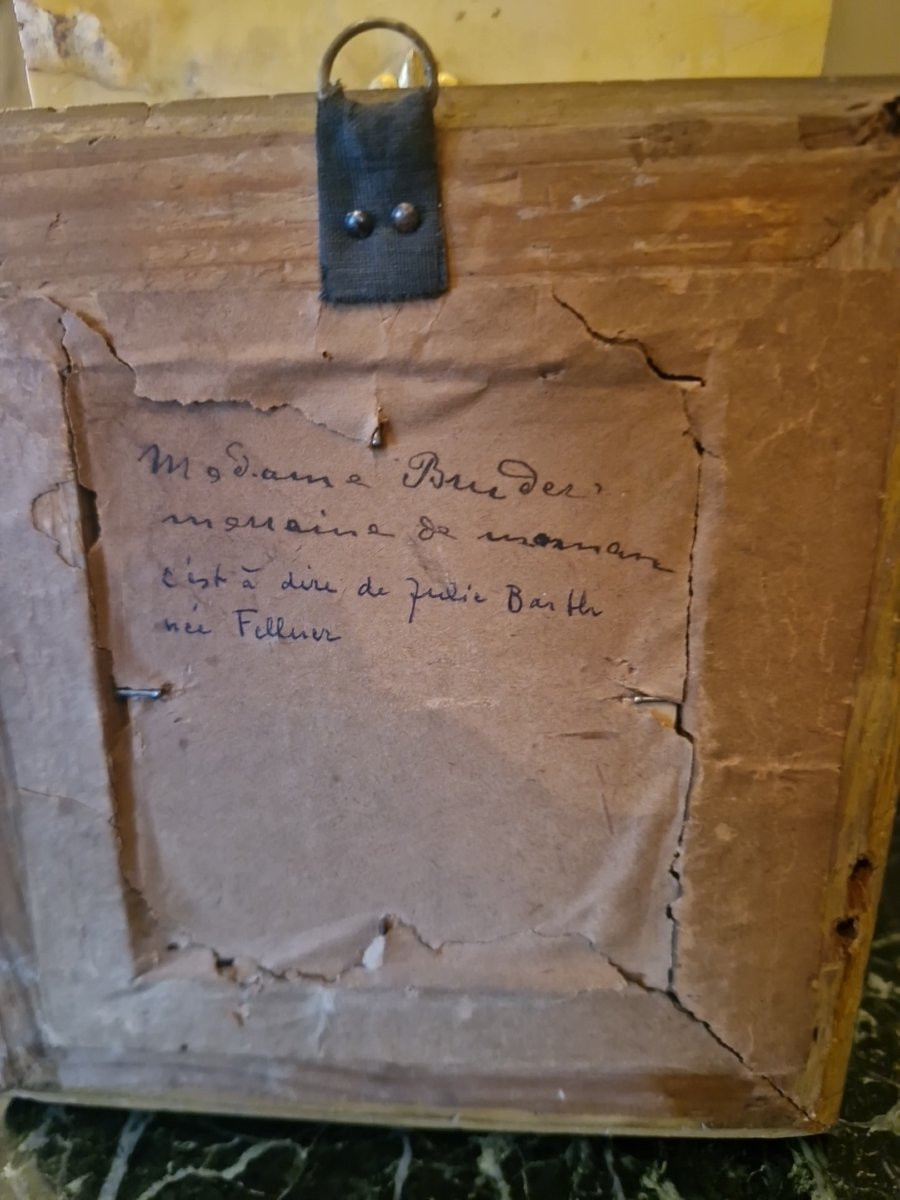 Madame Bruder
marraine de maman
c'est à dire de Julie Barth
née Fellner